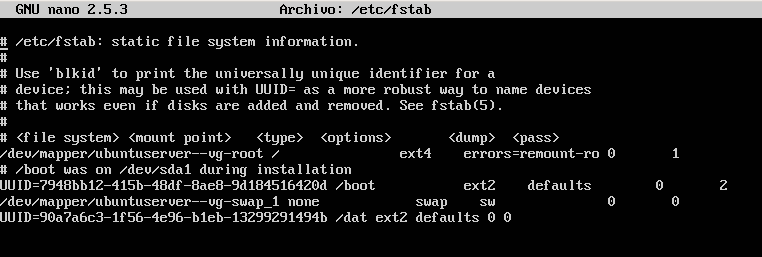 GNU nano 2.5.3 Archivo: /etc/fstab
# /etc/fstab: static file system information.
#
# Use 'blkid' to print the universally unique identifier for a
# device; this may be used with UUID= as a more robust way to name devices
# that works even if disks are added and removed. See fstab(5).
#
# <file system> <mount point>   <type>  <options>       <dump>  <pass>
/dev/mapper/ubuntuserver--vg-root /               ext4    errors=remount-ro 0       1
# /boot was on /dev/sda1 during installation
UUID=7948bb12-415b-48df-8ae8-9d184516420d /boot           ext2    defaults        0       2
/dev/mapper/ubuntuserver--vg-swap_1 none            swap    sw              0       0
UUID=90a7a6c3-1f56-4e96-b1eb-13299291494b /dat ext2 defaults 0 0